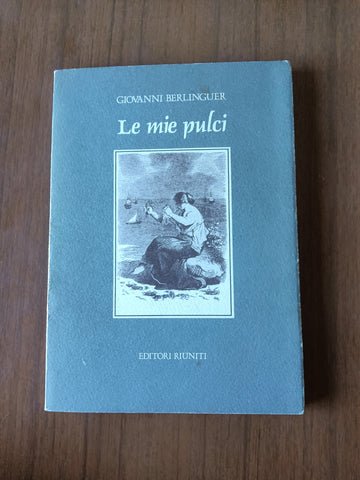 GIOVANNI BERLINGUER
Le mie pulci
EDITORI RIUNITI